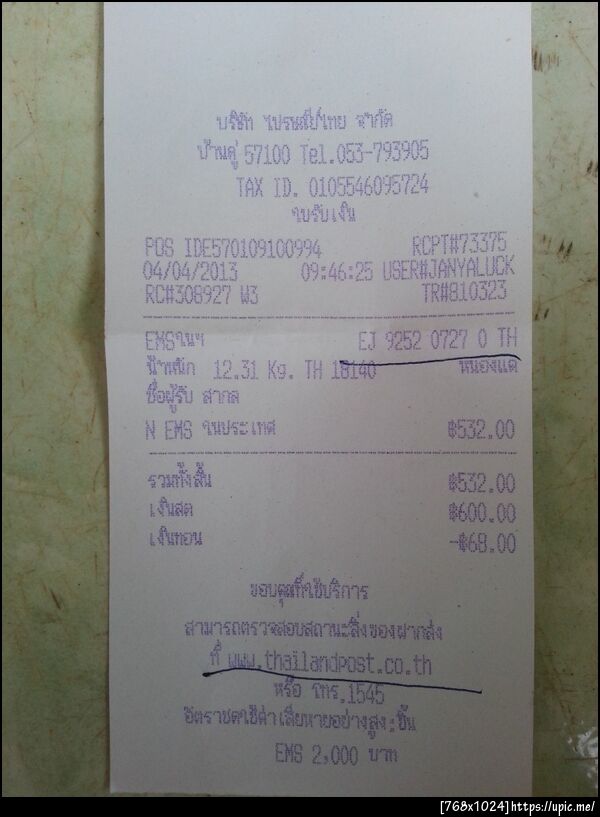 บริษัท ไปรษณีย์ไทย จำกัด
บ้านดู่ 57100 Tel.053-793905
TAX ID. 0105546095724
ใบรับเงิน
POS IDE570109100994 RCPT#73375
04/04/2013 09:46:25 USER#JANYALUCK
RC#308927 W3 TR#810323
EMSในฯ EJ 9252 0727 0 TH
น้ำหนัก 12.31 Kg. TH 18140 หนองแค
ชื่อผู้รับ สากล
N EMS ในประเทศ ฿532.00
รวมทั้งสิ้น ฿532.00
เงินสด ฿600.00
เงินทอน -฿68.00
ขอบคุณที่ใช้บริการ
สามารถตรวจสอบสถานะสิ่งของฝากส่ง
ที่ www.thailandpost.co.th
หรือ โทร.1545
อัตราชดใช้ค่าเสียหายอย่างสูง:ชิ้น
EMS 2,000 บาท
[768x1024]https://upic.me/